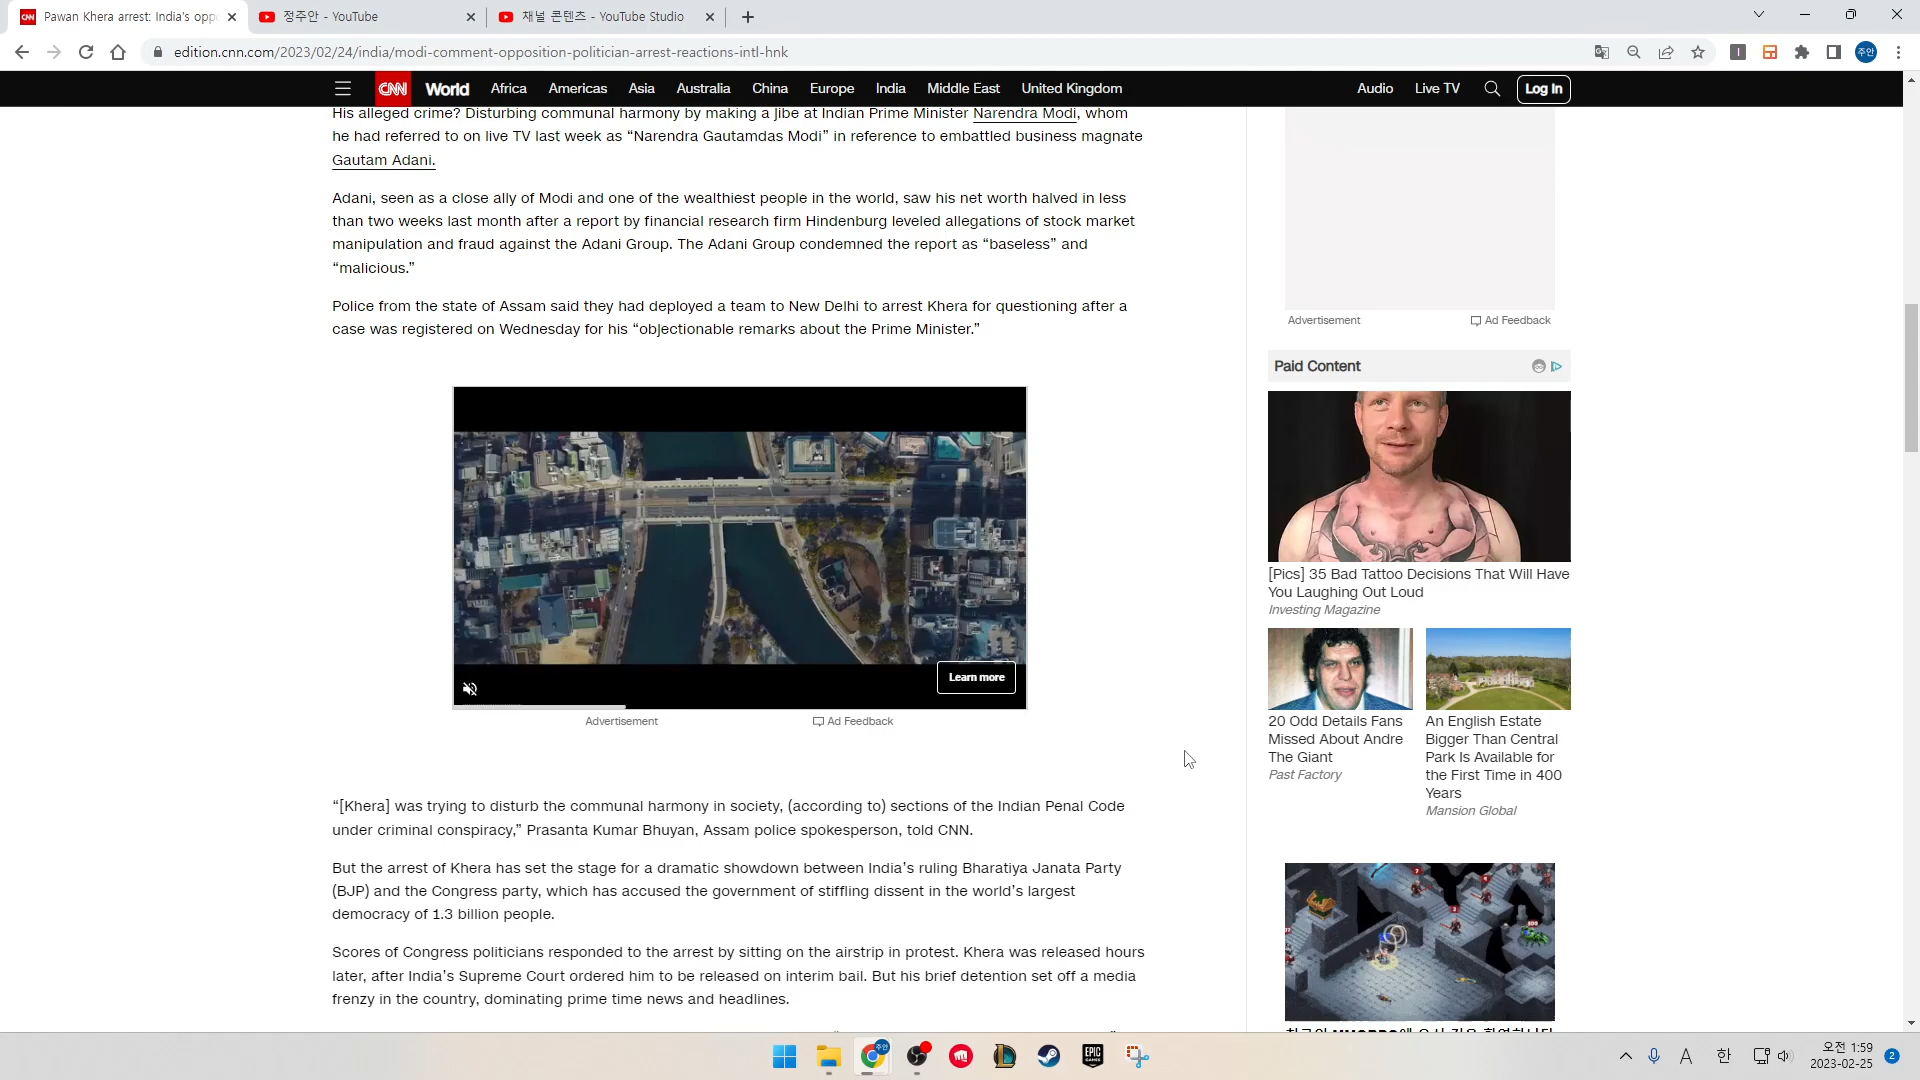 Pawan Khera arrest: India's oppo
정주안 - YouTube
채널 콘텐츠 - YouTube Studio
edition.cnn.com/2023/02/24/india/modi-comment-opposition-politician-arrest-reactions-intl-hnk
주안
CNN World Africa Americas Asia Australia China Europe India Middle East United Kingdom Audio Live TV Log In
His alleged crime? Disturbing communal harmony by making a jibe at Indian Prime Minister Narendra Modi, whom
he had referred to on live TV last week as “Narendra Gautamdas Modi” in reference to embattled business magnate
Gautam Adani.
Adani, seen as a close ally of Modi and one of the wealthiest people in the world, saw his net worth halved in less
than two weeks last month after a report by financial research firm Hindenburg leveled allegations of stock market
manipulation and fraud against the Adani Group. The Adani Group condemned the report as “baseless” and
“malicious.”
Police from the state of Assam said they had deployed a team to New Delhi to arrest Khera for questioning after a
case was registered on Wednesday for his “objectionable remarks about the Prime Minister.”
Learn more
Advertisement
Ad Feedback
“[Khera] was trying to disturb the communal harmony in society, (according to) sections of the Indian Penal Code
under criminal conspiracy,” Prasanta Kumar Bhuyan, Assam police spokesperson, told CNN.
But the arrest of Khera has set the stage for a dramatic showdown between India’s ruling Bharatiya Janata Party
(BJP) and the Congress party, which has accused the government of stiffling dissent in the world’s largest
democracy of 1.3 billion people.
Scores of Congress politicians responded to the arrest by sitting on the airstrip in protest. Khera was released hours
later, after India’s Supreme Court ordered him to be released on interim bail. But his brief detention set off a media
frenzy in the country, dominating prime time news and headlines.
Advertisement
Ad Feedback
Paid Content
[Pics] 35 Bad Tattoo Decisions That Will Have
You Laughing Out Loud
Investing Magazine
20 Odd Details Fans
Missed About Andre
The Giant
Past Factory
An English Estate
Bigger Than Central
Park Is Available for
the First Time in 400
Years
Mansion Global
주안
EPIC GAMES
A
한
오전 1:59
2023-02-25
2